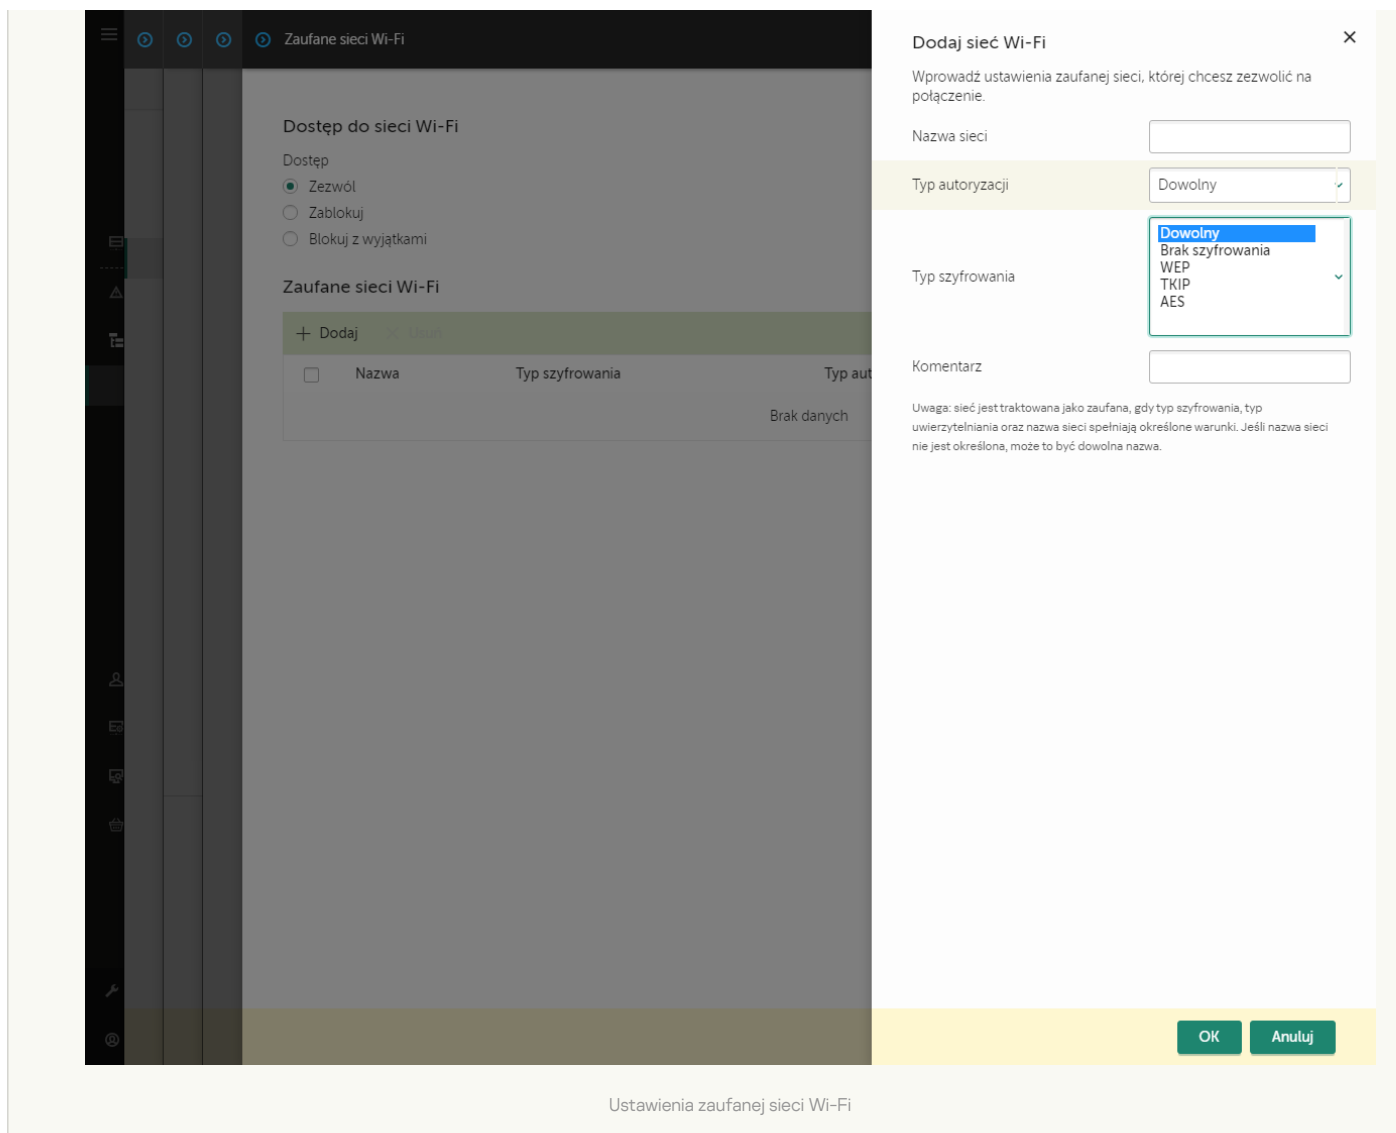 Zaufane sieci Wi-Fi
Dostęp do sieci Wi-Fi
Dostęp
Zezwól
Zablokuj
Blokuj z wyjątkami
Zaufane sieci Wi-Fi
Dodaj Usuń
Nazwa Typ szyfrowania Typ aut
Brak danych
Dodaj sieć Wi-Fi
Wprowadź ustawienia zaufanej sieci, której chcesz zezwolić na
połączenie.
Nazwa sieci
Typ autoryzacji Dowolny
Typ szyfrowania
Dowolny
Brak szyfrowania
WEP
TKIP
AES
Komentarz
Uwaga: sieć jest traktowana jako zaufana, gdy typ szyfrowania, typ
uwierzytelniania oraz nazwa sieci spełniają określone warunki. Jeśli nazwa sieci
nie jest określona, może to być dowolna nazwa.
OK Anuluj
Ustawienia zaufanej sieci Wi-Fi